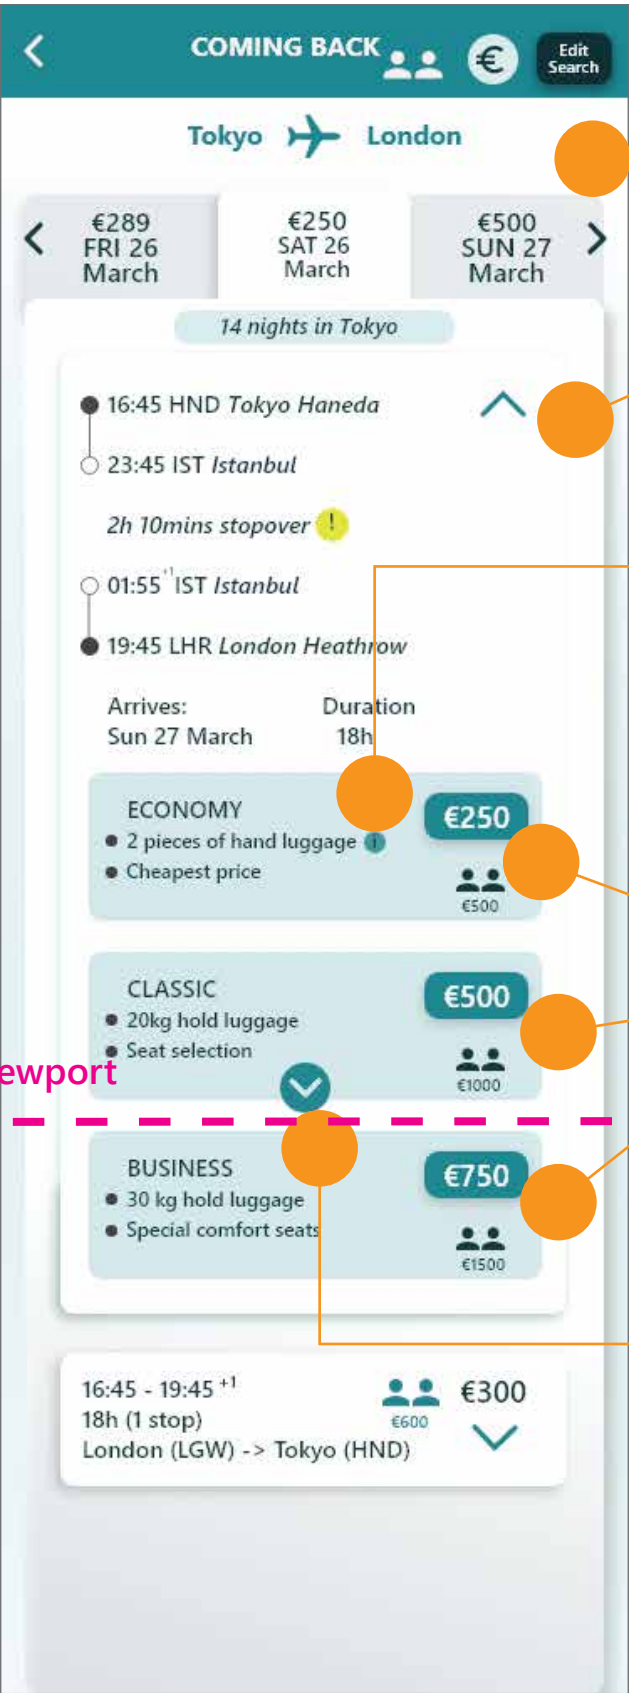 COMING BACK
€
Edit
Search
Tokyo London
€289
FRI 26
March
€250
SAT 26
March
€500
SUN 27
March
14 nights in Tokyo
16:45 HND Tokyo Haneda
23:45 IST Istanbul
2h 10mins stopover !
01:55 +1 IST Istanbul
19:45 LHR London Heathrow
Arrives: Duration
Sun 27 March 18h
ECONOMY €250
2 pieces of hand luggage i
Cheapest price
€500
CLASSIC €500
20kg hold luggage
Seat selection
€1000
ewport
BUSINESS €750
30 kg hold luggage
Special comfort seats
€1500
16:45 - 19:45 +1 €300
18h (1 stop) €600
London (LGW) -> Tokyo (HND)